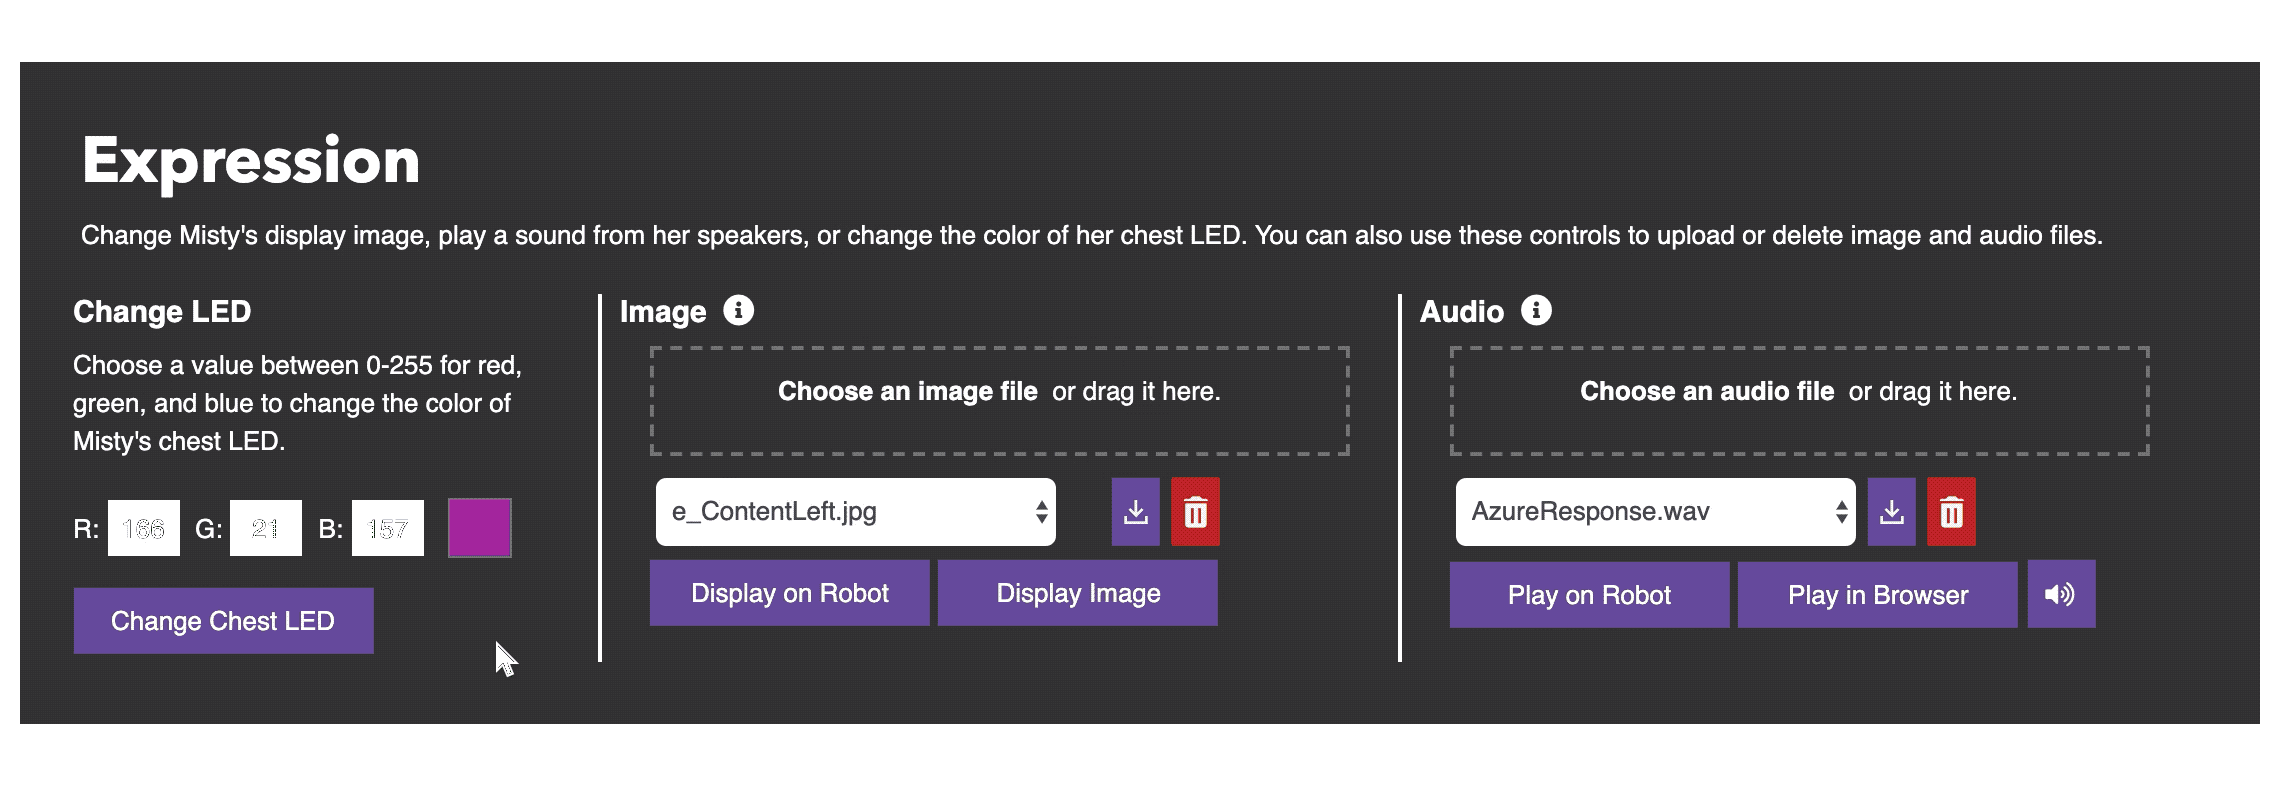 Expression
Change Misty's display image, play a sound from her speakers, or change the color of her chest LED. You can also use these controls to upload or delete image and audio files.
Change LED
Choose a value between 0-255 for red,
green, and blue to change the color of
Misty's chest LED.
R: 166 G: 21 B: 157
Change Chest LED
Image
Choose an image file or drag it here.
e_ContentLeft.jpg
Display on Robot Display Image
Audio
Choose an audio file or drag it here.
AzureResponse.wav
Play on Robot Play in Browser